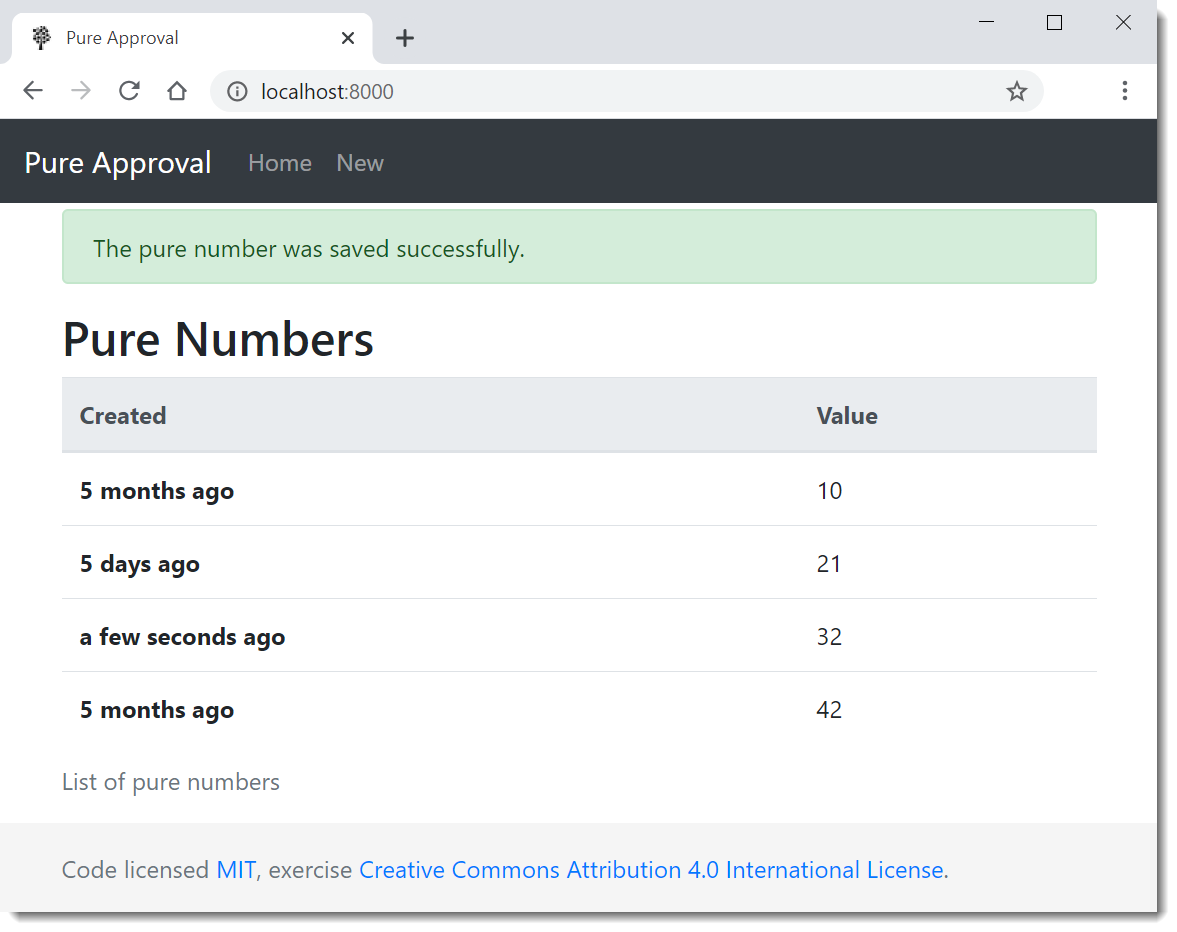 Pure Approval
localhost:8000
Pure Approval Home New
The pure number was saved successfully.
Pure Numbers
Created Value
5 months ago 10
5 days ago 21
a few seconds ago 32
5 months ago 42
List of pure numbers
Code licensed MIT, exercise Creative Commons Attribution 4.0 International License.